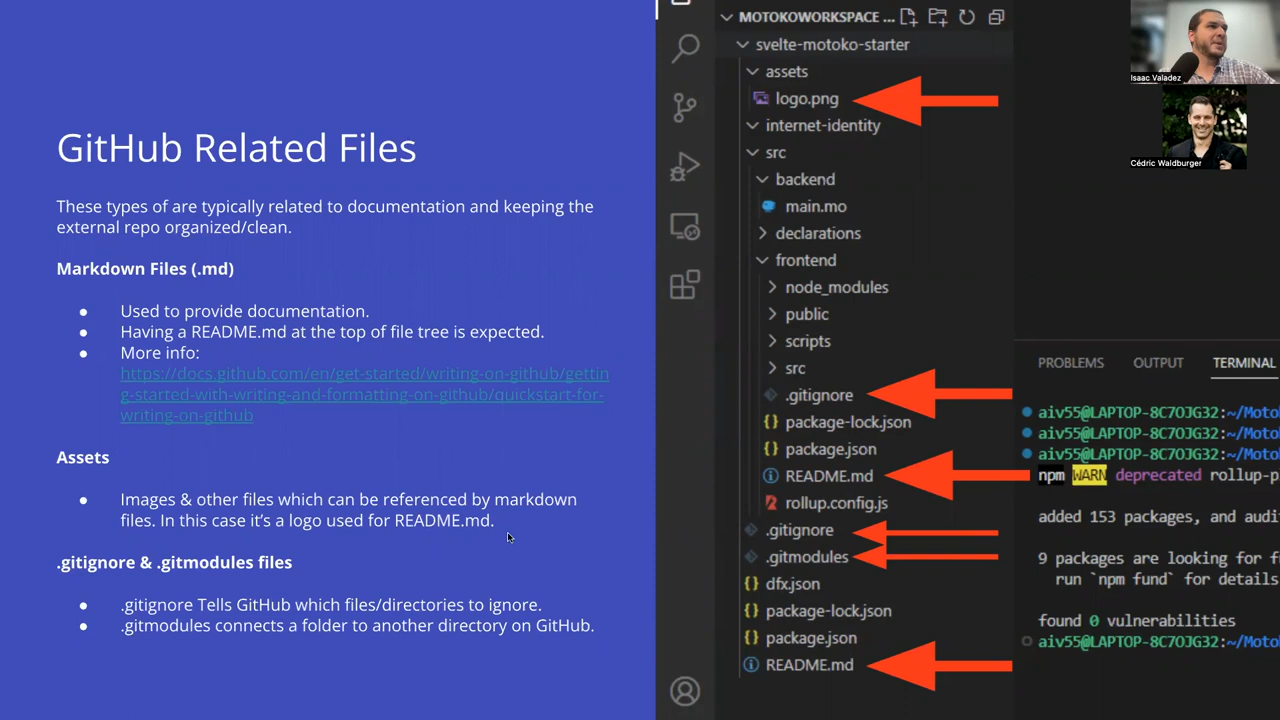 GitHub Related Files
These types of are typically related to documentation and keeping the
external repo organized/clean.
Markdown Files (.md)
● Used to provide documentation.
● Having a README.md at the top of file tree is expected.
● More info:
https://docs.github.com/en/get-started/writing-on-github/gettin
g-started-with-writing-and-formatting-on-github/quickstart-for-
writing-on-github
Assets
● Images & other files which can be referenced by markdown
files. In this case it’s a logo used for README.md.
.gitignore & .gitmodules files
● .gitignore Tells GitHub which files/directories to ignore.
● .gitmodules connects a folder to another directory on GitHub.
MOTOKOWORKSPACE ...
svelte-motoko-starter
assets
logo.png
internet-identity
src
backend
main.mo
declarations
frontend
node_modules
public
scripts
src
.gitignore
package-lock.json
package.json
README.md
rollup.config.js
.gitignore
.gitmodules
dfx.json
package-lock.json
package.json
README.md
PROBLEMS OUTPUT TERMINAL
aiv55@LAPTOP-8C7OJG32:~/Moto
aiv55@LAPTOP-8C7OJG32:~/Moto
aiv55@LAPTOP-8C7OJG32:~/Moto
npm WARN deprecated rollup-p
added 153 packages, and audi
9 packages are looking for f
run `npm fund` for details
found 0 vulnerabilities
aiv55@LAPTOP-8C7OJG32:~/Moto
Isaac Valadez
Cédric Waldburger